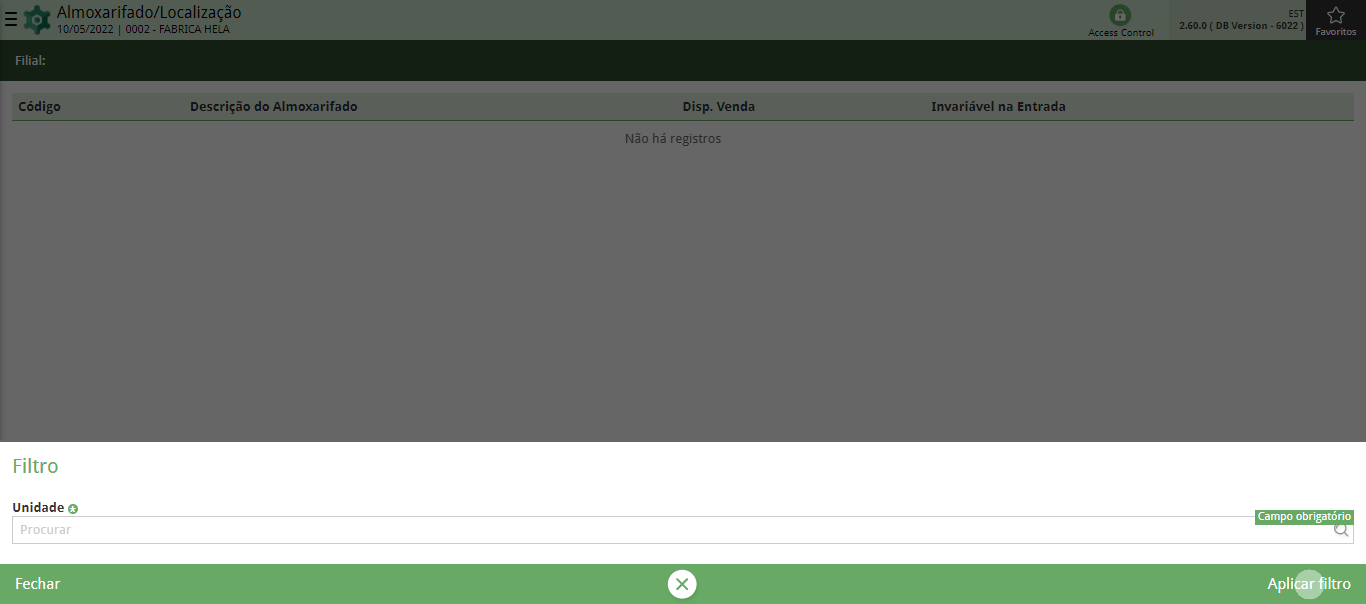 Almoxarifado/Localização
10/05/2022 | 0002 - FABRICA HELA
Access Control
EST
2.60.0 ( DB Version - 6022 )
Favoritos
Filial:
Código Descrição do Almoxarifado Disp. Venda Invariável na Entrada
Não há registros
Filtro
Unidade
Campo obrigatório
Procurar
Fechar Aplicar filtro